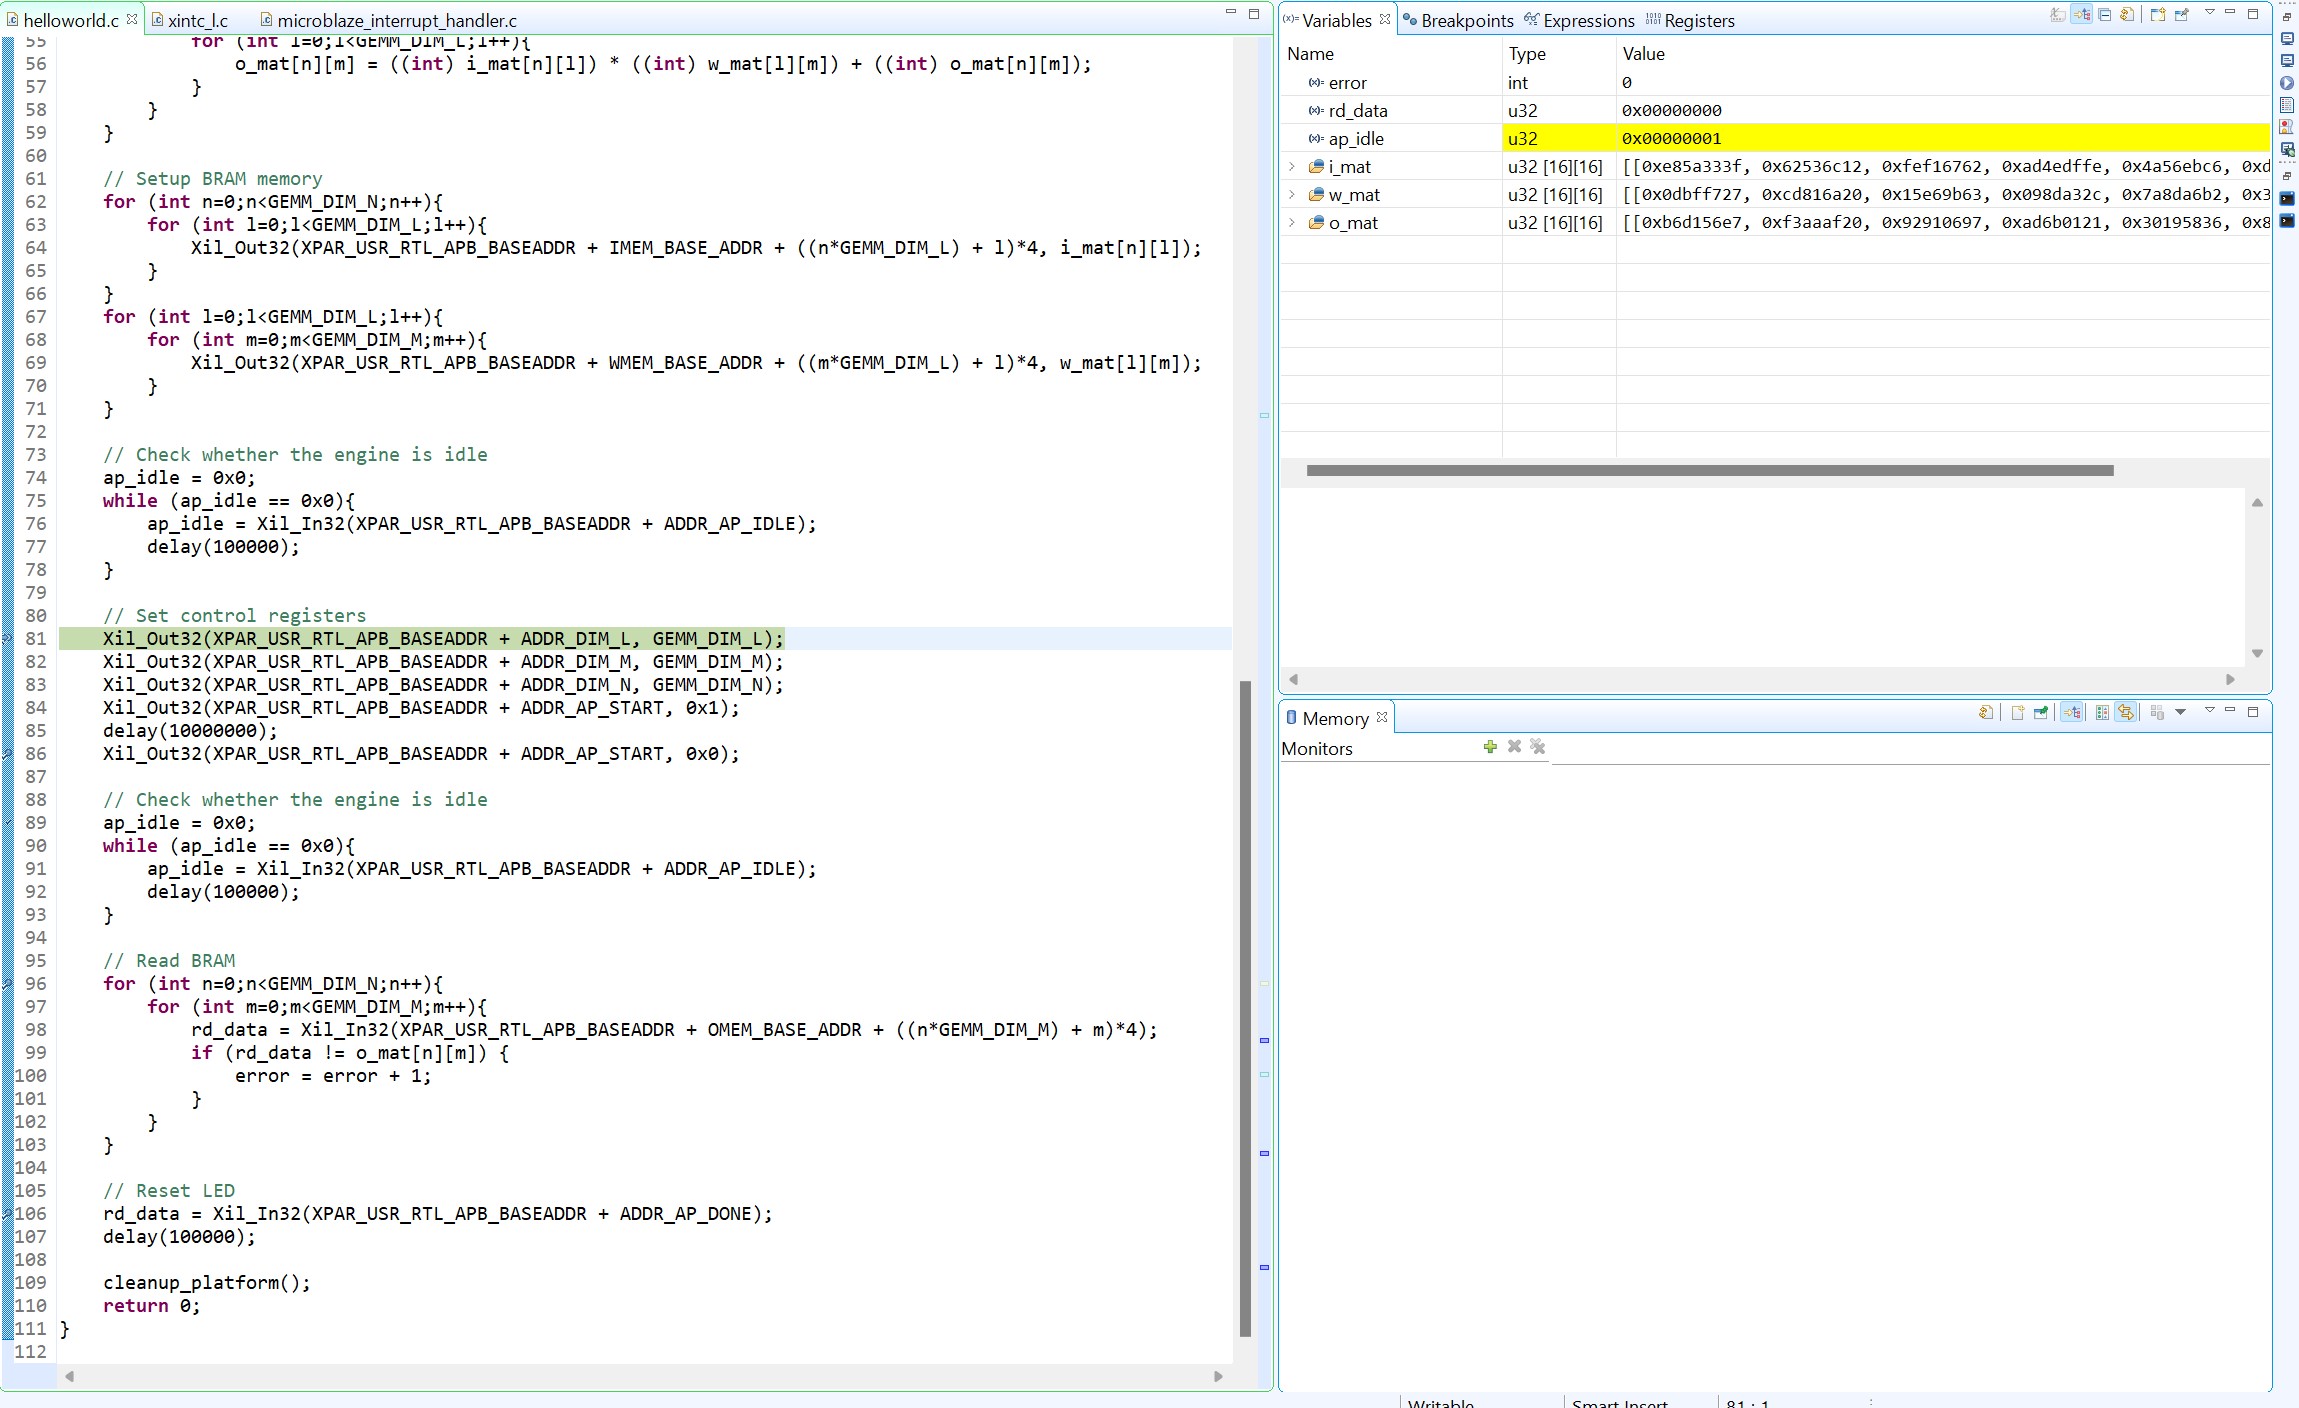 helloworld.c
xintc_l.c
microblaze_interrupt_handler.c
55 for (int l=0;l<GEMM_DIM_L;l++){
56 o_mat[n][m] = ((int) i_mat[n][l]) * ((int) w_mat[l][m]) + ((int) o_mat[n][m]);
57 }
58 }
59 }
60
61 // Setup BRAM memory
62 for (int n=0;n<GEMM_DIM_N;n++){
63 for (int l=0;l<GEMM_DIM_L;l++){
64 Xil_Out32(XPAR_USR_RTL_APB_BASEADDR + IMEM_BASE_ADDR + ((n*GEMM_DIM_L) + l)*4, i_mat[n][l]);
65 }
66 }
67 for (int l=0;l<GEMM_DIM_L;l++){
68 for (int m=0;m<GEMM_DIM_M;m++){
69 Xil_Out32(XPAR_USR_RTL_APB_BASEADDR + WMEM_BASE_ADDR + ((m*GEMM_DIM_L) + l)*4, w_mat[l][m]);
70 }
71 }
72
73 // Check whether the engine is idle
74 ap_idle = 0x0;
75 while (ap_idle == 0x0){
76 ap_idle = Xil_In32(XPAR_USR_RTL_APB_BASEADDR + ADDR_AP_IDLE);
77 delay(100000);
78 }
79
80 // Set control registers
81 Xil_Out32(XPAR_USR_RTL_APB_BASEADDR + ADDR_DIM_L, GEMM_DIM_L);
82 Xil_Out32(XPAR_USR_RTL_APB_BASEADDR + ADDR_DIM_M, GEMM_DIM_M);
83 Xil_Out32(XPAR_USR_RTL_APB_BASEADDR + ADDR_DIM_N, GEMM_DIM_N);
84 Xil_Out32(XPAR_USR_RTL_APB_BASEADDR + ADDR_AP_START, 0x1);
85 delay(10000000);
86 Xil_Out32(XPAR_USR_RTL_APB_BASEADDR + ADDR_AP_START, 0x0);
87
88 // Check whether the engine is idle
89 ap_idle = 0x0;
90 while (ap_idle == 0x0){
91 ap_idle = Xil_In32(XPAR_USR_RTL_APB_BASEADDR + ADDR_AP_IDLE);
92 delay(100000);
93 }
94
95 // Read BRAM
96 for (int n=0;n<GEMM_DIM_N;n++){
97 for (int m=0;m<GEMM_DIM_M;m++){
98 rd_data = Xil_In32(XPAR_USR_RTL_APB_BASEADDR + OMEM_BASE_ADDR + ((n*GEMM_DIM_M) + m)*4);
99 if (rd_data != o_mat[n][m]) {
100 error = error + 1;
101 }
102 }
103 }
104
105 // Reset LED
106 rd_data = Xil_In32(XPAR_USR_RTL_APB_BASEADDR + ADDR_AP_DONE);
107 delay(100000);
108
109 cleanup_platform();
110 return 0;
111 }
112
(x)= Variables Breakpoints Expressions Registers
Name Type Value
(x)= error int 0
(x)= rd_data u32 0x00000000
(x)= ap_idle u32 0x00000001
i_mat u32 [16][16] [[0xe85a333f, 0x62536c12, 0xfef16762, 0xad4edffe, 0x4a56ebc6, 0xd
w_mat u32 [16][16] [[0x0dbff727, 0xcd816a20, 0x15e69b63, 0x098da32c, 0x7a8da6b2, 0x3
o_mat u32 [16][16] [[0xb6d156e7, 0xf3aaaf20, 0x92910697, 0xad6b0121, 0x30195836, 0x8
Memory
Monitors
Writable Smart Insert 81 : 1